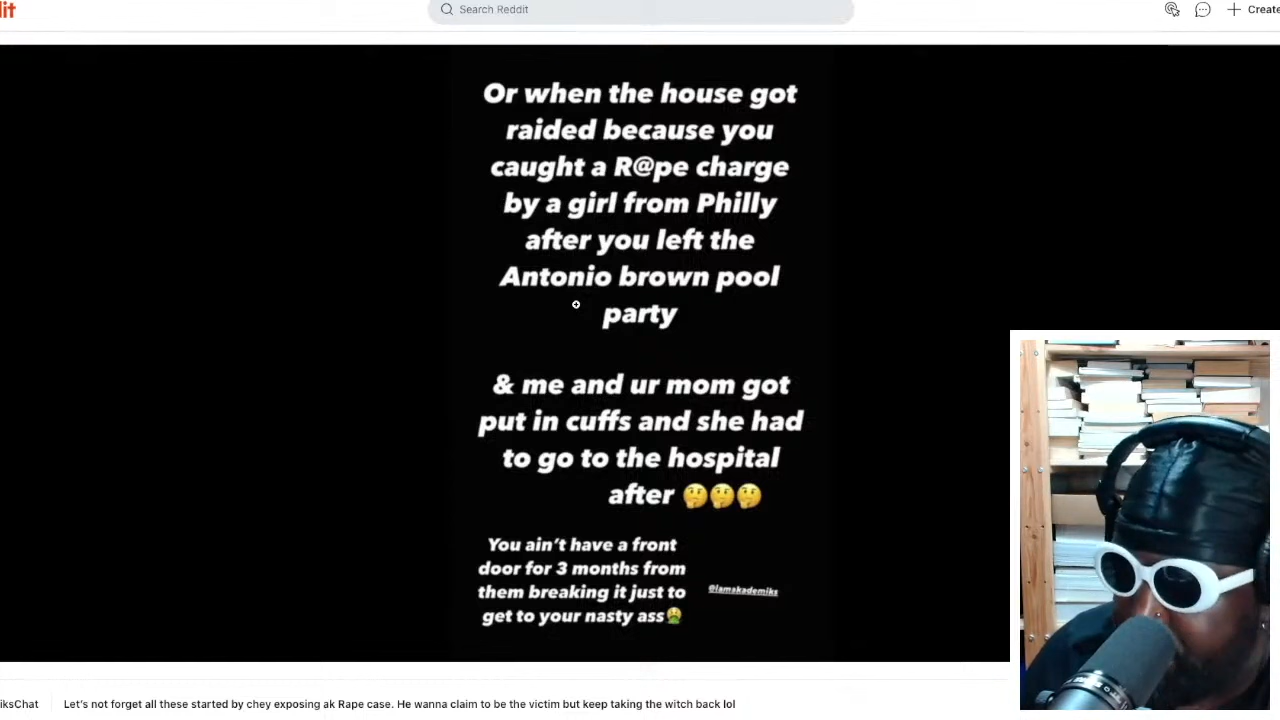 it
Search Reddit
Create
Or when the house got
raided because you
caught a R@pe charge
by a girl from Philly
after you left the
Antonio brown pool
party
& me and ur mom got
put in cuffs and she had
to go to the hospital
after 🤔🤔🤔
You ain't have a front
door for 3 months from
them breaking it just to
get to your nasty ass🤮
@iamakademiks
iksChat
Let's not forget all these started by chey exposing ak Rape case. He wanna claim to be the victim but keep taking the witch back lol